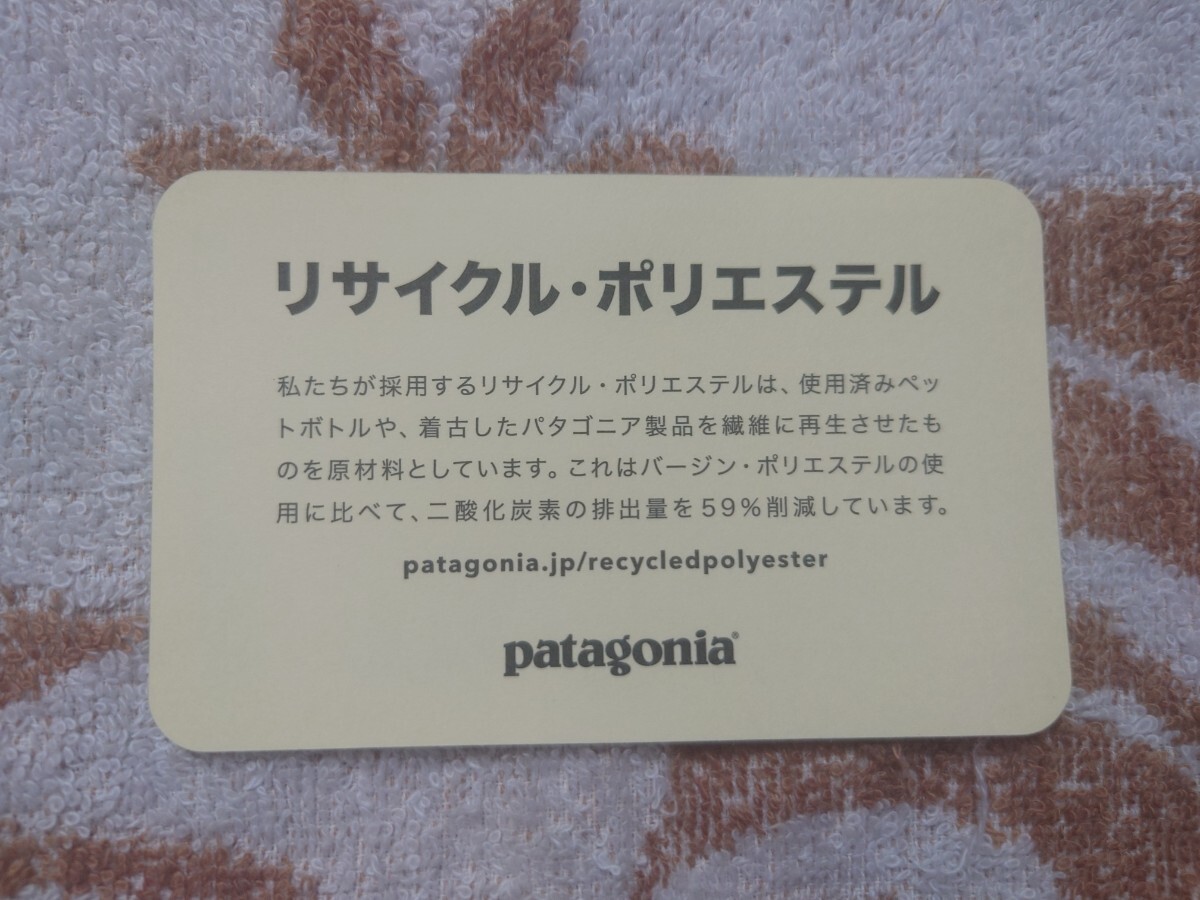 リサイクル・ポリエステル
私たちが採用するリサイクル・ポリエステルは、使用済みペッ
トボトルや、着古したパタゴニア製品を繊維に再生させたも
のを原材料としています。これはバージン・ポリエステルの使
用に比べて、二酸化炭素の排出量を59%削減しています。
patagonia.jp/recycledpolyester
patagonia®